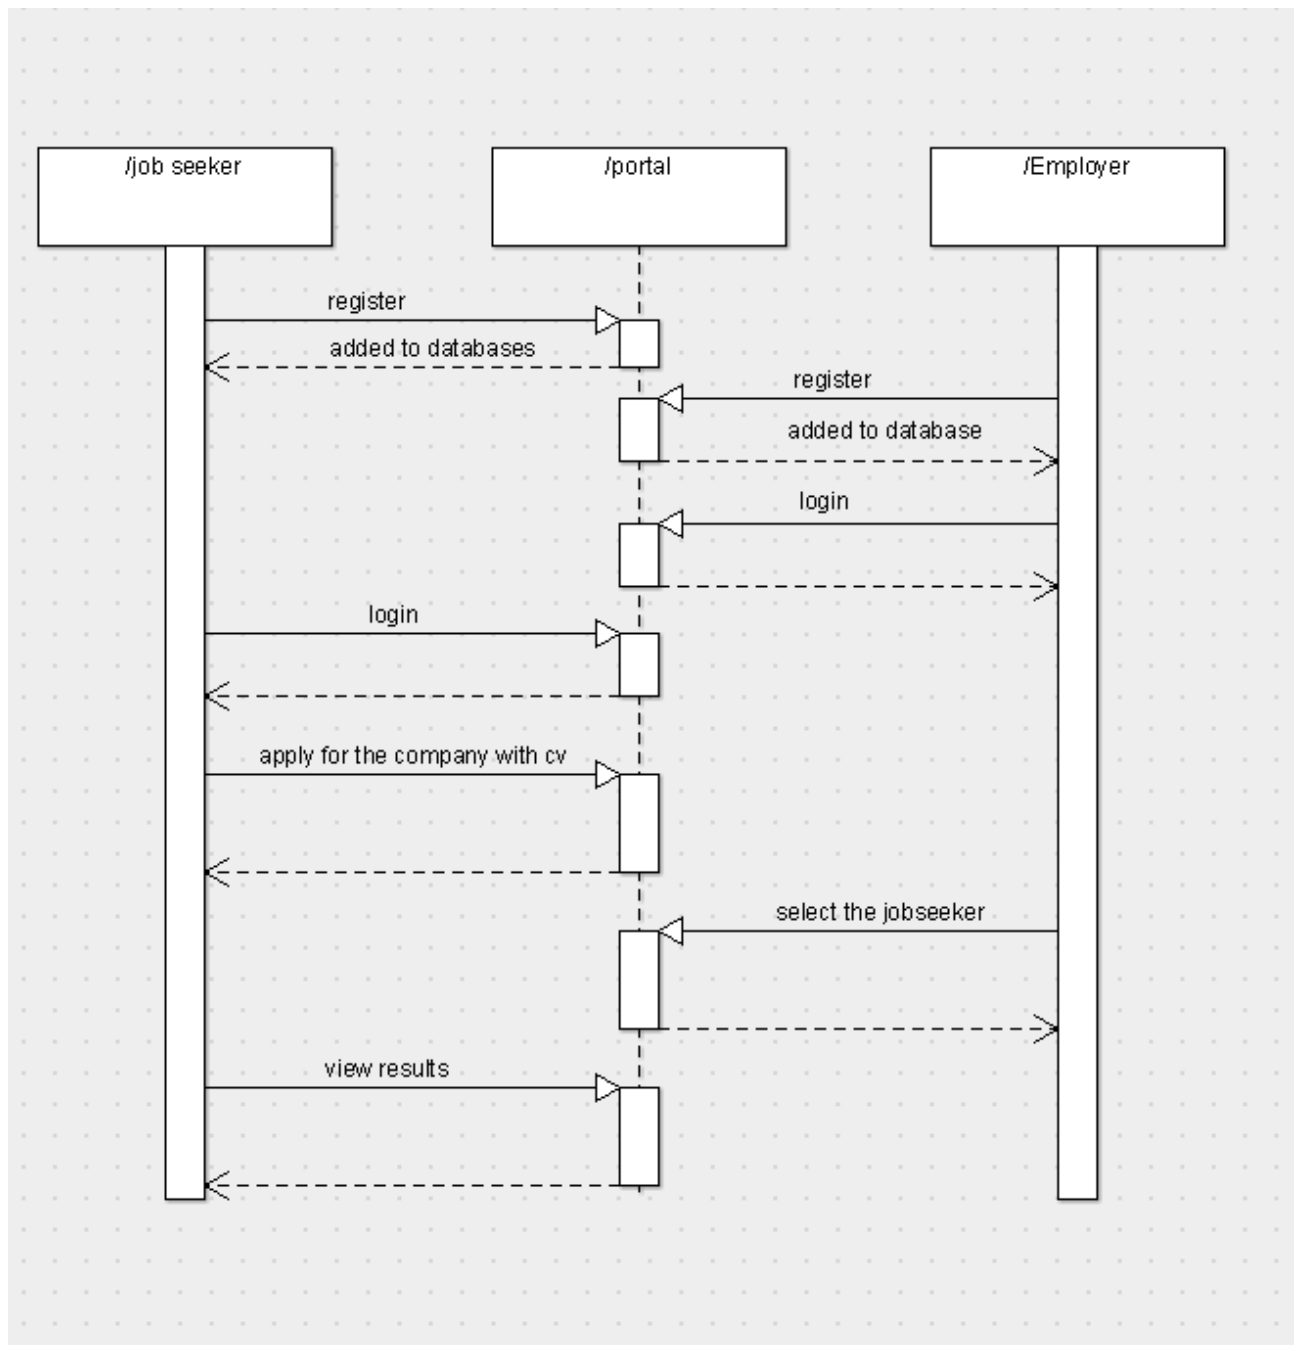 /job seeker
/portal
/Employer
register
added to databases
register
added to database
login
login
apply for the company with cv
select the jobseeker
view results